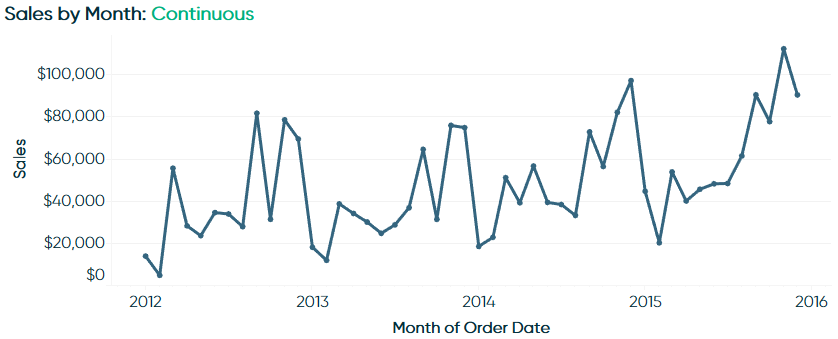 Sales by Month: Continuous
$100,000
$80,000
$60,000
$40,000
$20,000
$0
Sales
2012 2013 2014 2015 2016
Month of Order Date